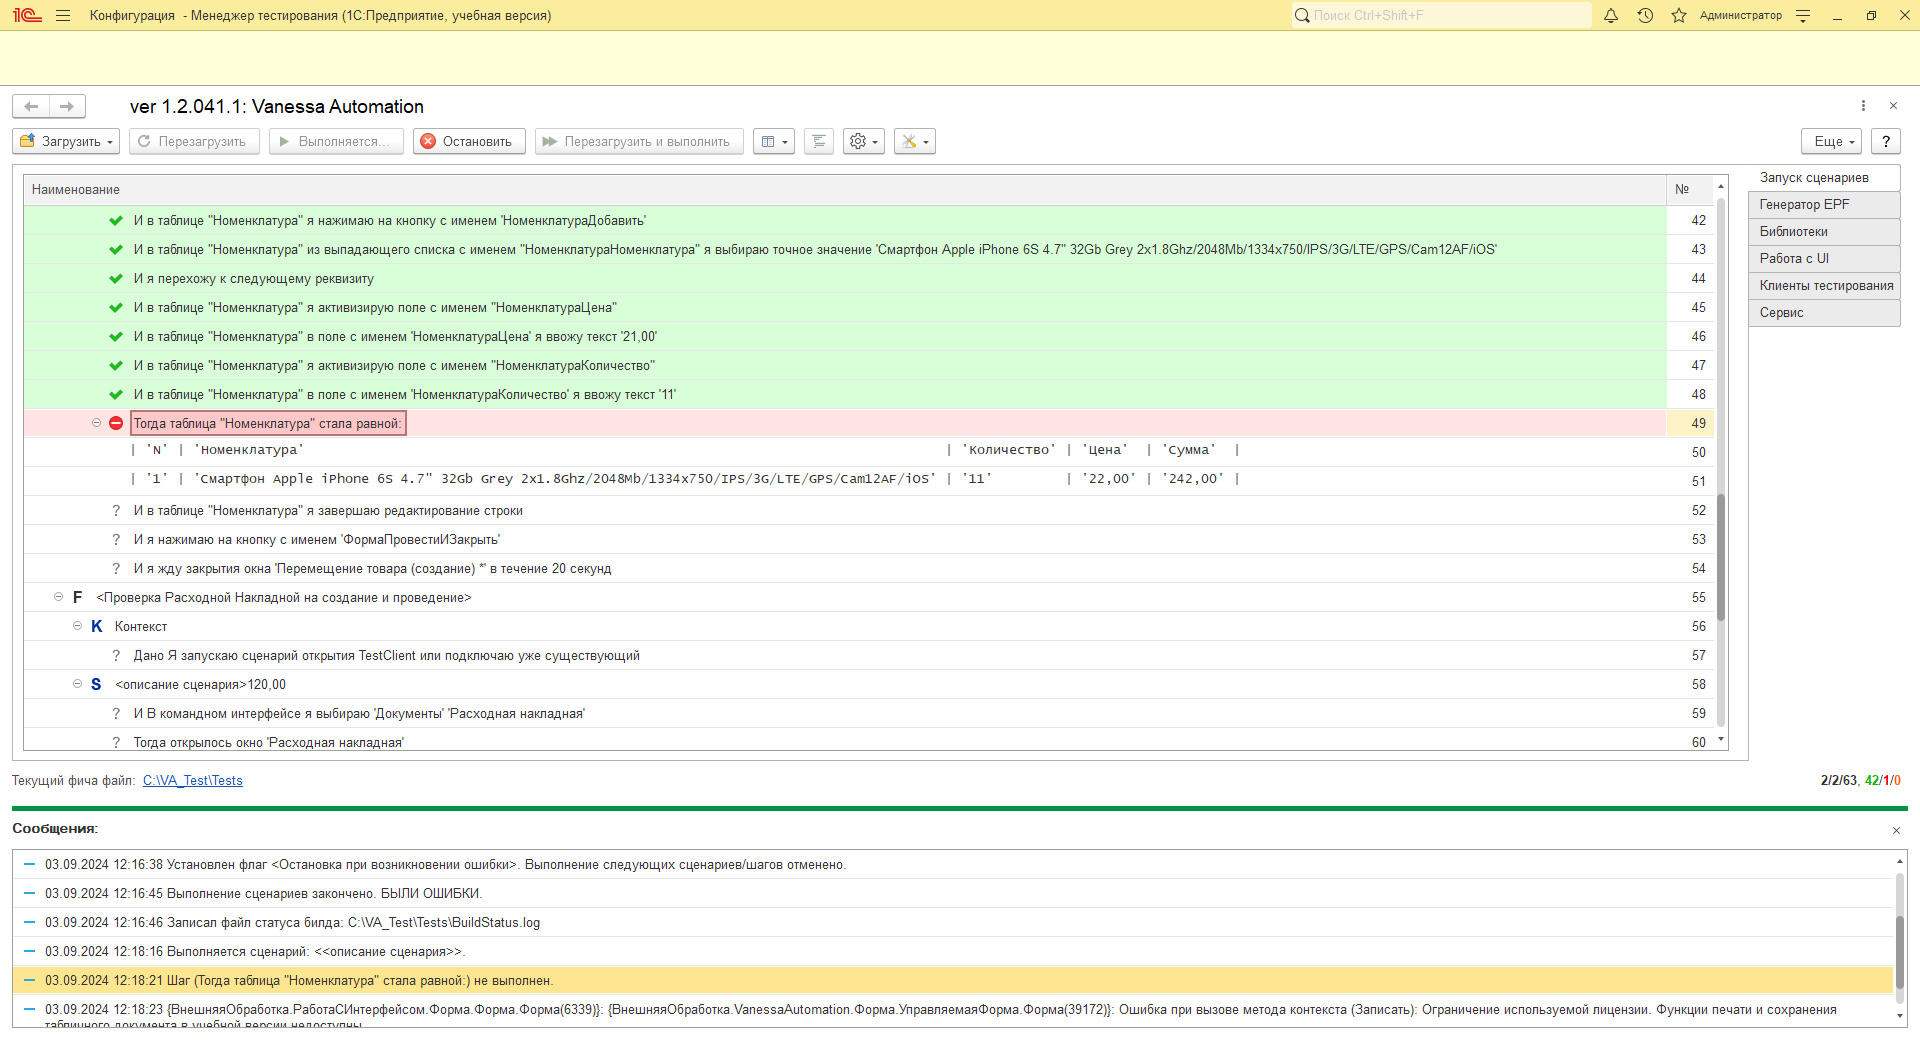 Конфигурация - Менеджер тестирования (1С:Предприятие, учебная версия)
Поиск Ctrl+Shift+F
Администратор
ver 1.2.041.1: Vanessa Automation
Загрузить
Перезагрузить
Выполняется...
Остановить
Перезагрузить и выполнить
Еще
?
Наименование №
И в таблице "Номенклатура" я нажимаю на кнопку с именем 'НоменклатураДобавить' 42
И в таблице "Номенклатура" из выпадающего списка с именем "НоменклатураНоменклатура" я выбираю точное значение 'Смартфон Apple iPhone 6S 4.7" 32Gb Grey 2x1.8Ghz/2048Mb/1334x750/IPS/3G/LTE/GPS/Cam12AF/iOS' 43
И я перехожу к следующему реквизиту 44
И в таблице "Номенклатура" я активизирую поле с именем "НоменклатураЦена" 45
И в таблице "Номенклатура" в поле с именем 'НоменклатураЦена' я ввожу текст '21,00' 46
И в таблице "Номенклатура" я активизирую поле с именем "НоменклатураКоличество" 47
И в таблице "Номенклатура" в поле с именем 'НоменклатураКоличество' я ввожу текст '11' 48
Тогда таблица "Номенклатура" стала равной: 49
| 'N' | 'Номенклатура' | 'Количество' | 'Цена' | 'Сумма' | 50
| '1' | 'Смартфон Apple iPhone 6S 4.7" 32Gb Grey 2x1.8Ghz/2048Mb/1334x750/IPS/3G/LTE/GPS/Cam12AF/iOS' | '11' | '22,00' | '242,00' | 51
? И в таблице "Номенклатура" я завершаю редактирование строки 52
? И я нажимаю на кнопку с именем 'ФормаПровестиИЗакрыть' 53
? И я жду закрытия окна 'Перемещение товара (создание) *' в течение 20 секунд 54
F <Проверка Расходной Накладной на создание и проведение> 55
K Контекст 56
? Дано Я запускаю сценарий открытия TestClient или подключаю уже существующий 57
S <описание сценария>120,00 58
? И В командном интерфейсе я выбираю 'Документы' 'Расходная накладная' 59
? Тогда открылось окно 'Расходная накладная' 60
Запуск сценариев
Генератор EPF
Библиотеки
Работа с UI
Клиенты тестирования
Сервис
Текущий фича файл: C:\VA_Test\Tests
2/2/63, 42/1/0
Сообщения:
03.09.2024 12:16:38 Установлен флаг <Остановка при возникновении ошибки>. Выполнение следующих сценариев/шагов отменено.
03.09.2024 12:16:45 Выполнение сценариев закончено. БЫЛИ ОШИБКИ.
03.09.2024 12:16:46 Записал файл статуса билда: C:\VA_Test\Tests\BuildStatus.log
03.09.2024 12:18:16 Выполняется сценарий: <<описание сценария>>.
03.09.2024 12:18:21 Шаг (Тогда таблица "Номенклатура" стала равной:) не выполнен.
03.09.2024 12:18:23 {ВнешняяОбработка.РаботаСИнтерфейсом.Форма.Форма.Форма(6339)}: {ВнешняяОбработка.VanessaAutomation.Форма.УправляемаяФорма.Форма(39172)}: Ошибка при вызове метода контекста (Записать): Ограничение используемой лицензии. Функции печати и сохранения
табличного документа в учебной версии недоступны